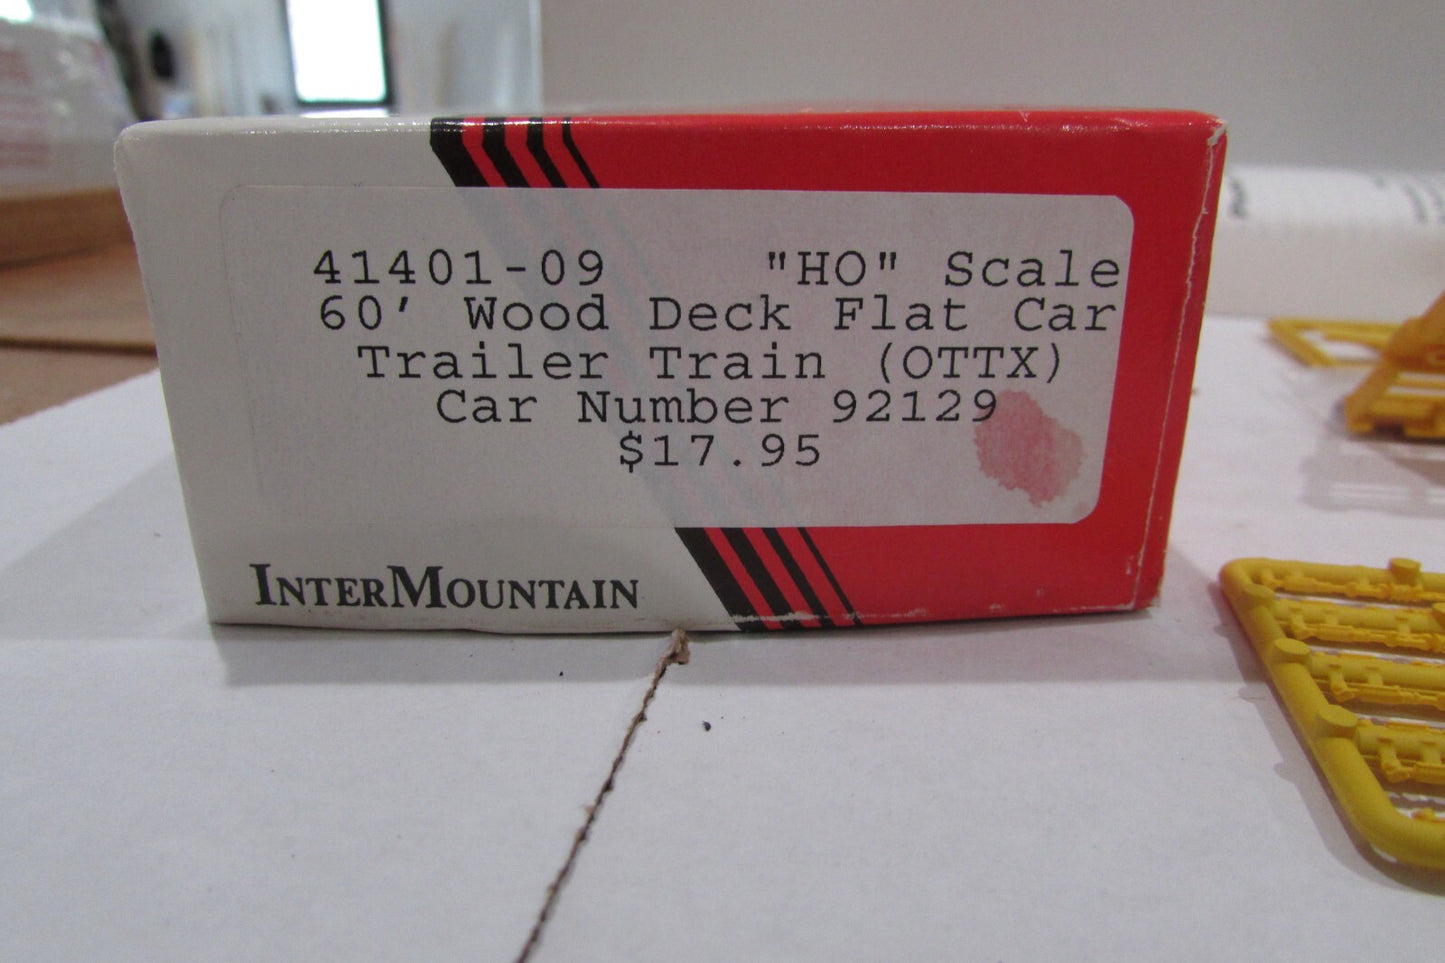 41401-09 "HO" Scale
60' Wood Deck Flat Car
Trailer Train (OTTX)
Car Number 92129
$17.95
INTERMOUNTAIN